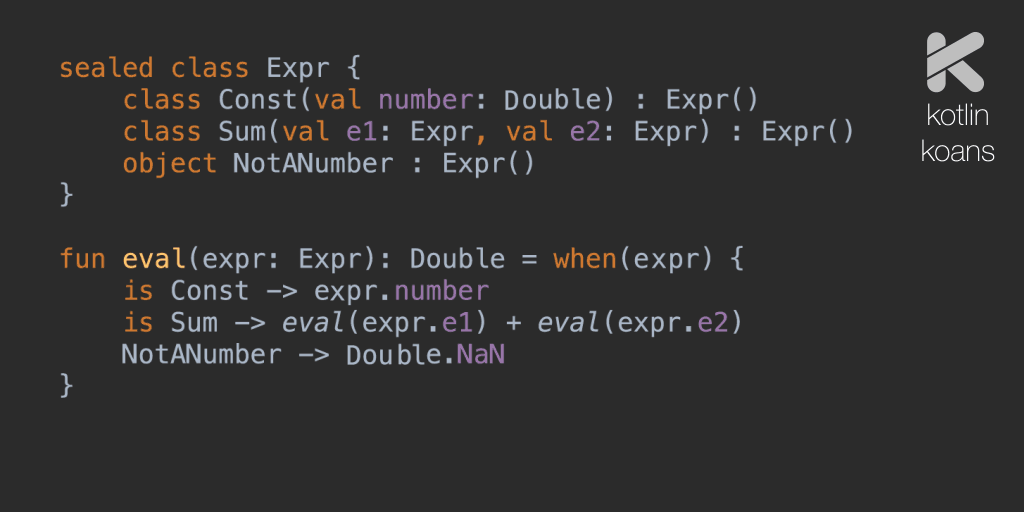 sealed class Expr {
    class Const(val number: Double) : Expr()
    class Sum(val e1: Expr, val e2: Expr) : Expr()
    object NotANumber : Expr()
}
fun eval(expr: Expr): Double = when(expr) {
    is Const -> expr.number
    is Sum -> eval(expr.e1) + eval(expr.e2)
    NotANumber -> Double.NaN
}
kotlin
koans